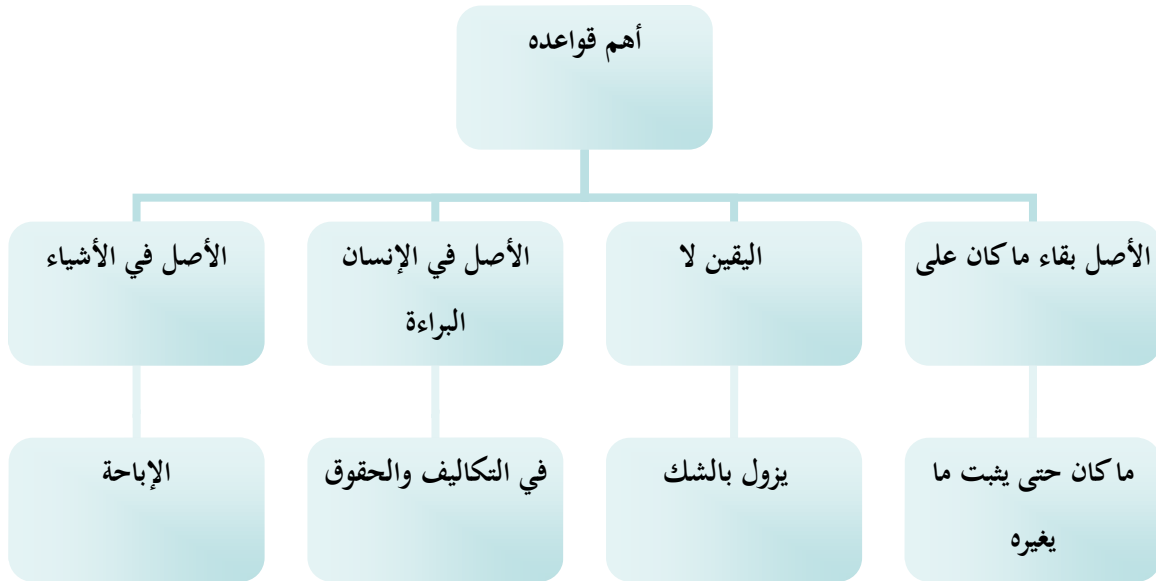 أهم قواعده
الأصل بقاء ما كان على
ما كان حتى يثبت ما
يغيره
اليقين لا
يزول بالشك
الأصل في الإنسان
البراءة
في التكاليف والحقوق
الأصل في الأشياء
الإباحة